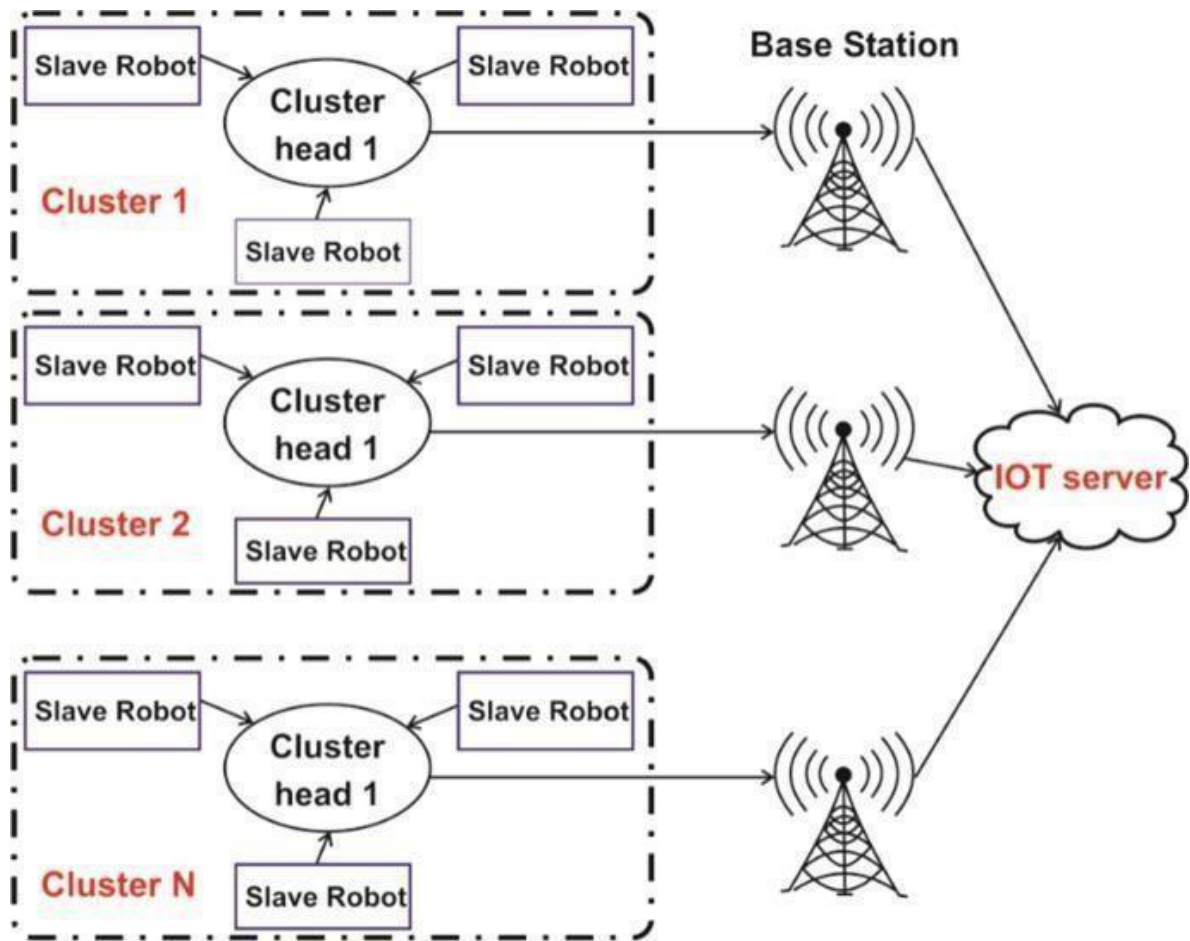 Base Station
Slave Robot
Slave Robot
Cluster
head 1
Cluster 1
Slave Robot
Slave Robot
Slave Robot
Cluster
head 1
Cluster 2
Slave Robot
IOT server
Slave Robot
Slave Robot
Cluster
head 1
Cluster N
Slave Robot